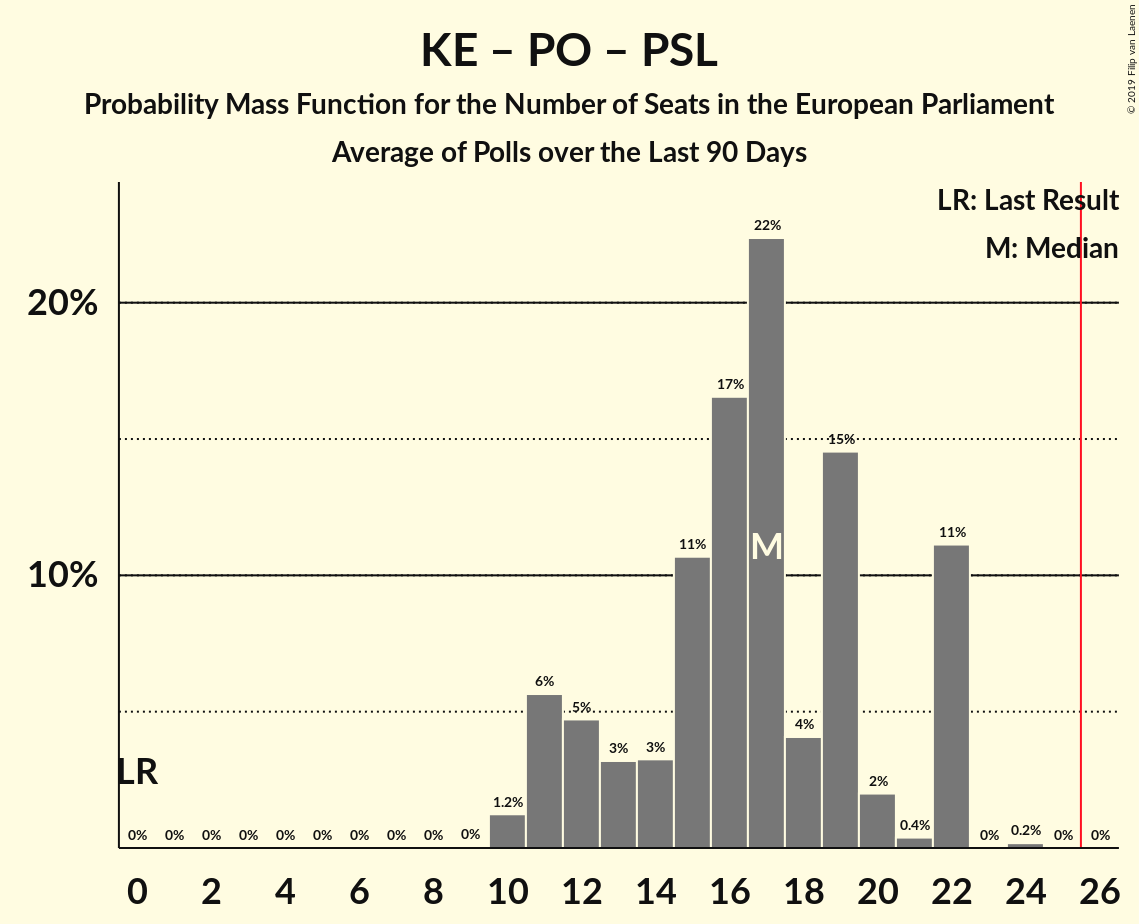 KE – PO – PSL
Probability Mass Function for the Number of Seats in the European Parliament
Average of Polls over the Last 90 Days
© 2019 Filip van Laenen
LR: Last Result
M: Median
20%
10%
0% 0% 0% 0% 0% 0% 0% 0% 0% 0% 1.2% 6% 5% 3% 3% 11% 17% 22% 4% 15% 2% 0.4% 11% 0% 0.2% 0% 0%
M
LR
0 2 4 6 8 10 12 14 16 18 20 22 24 26